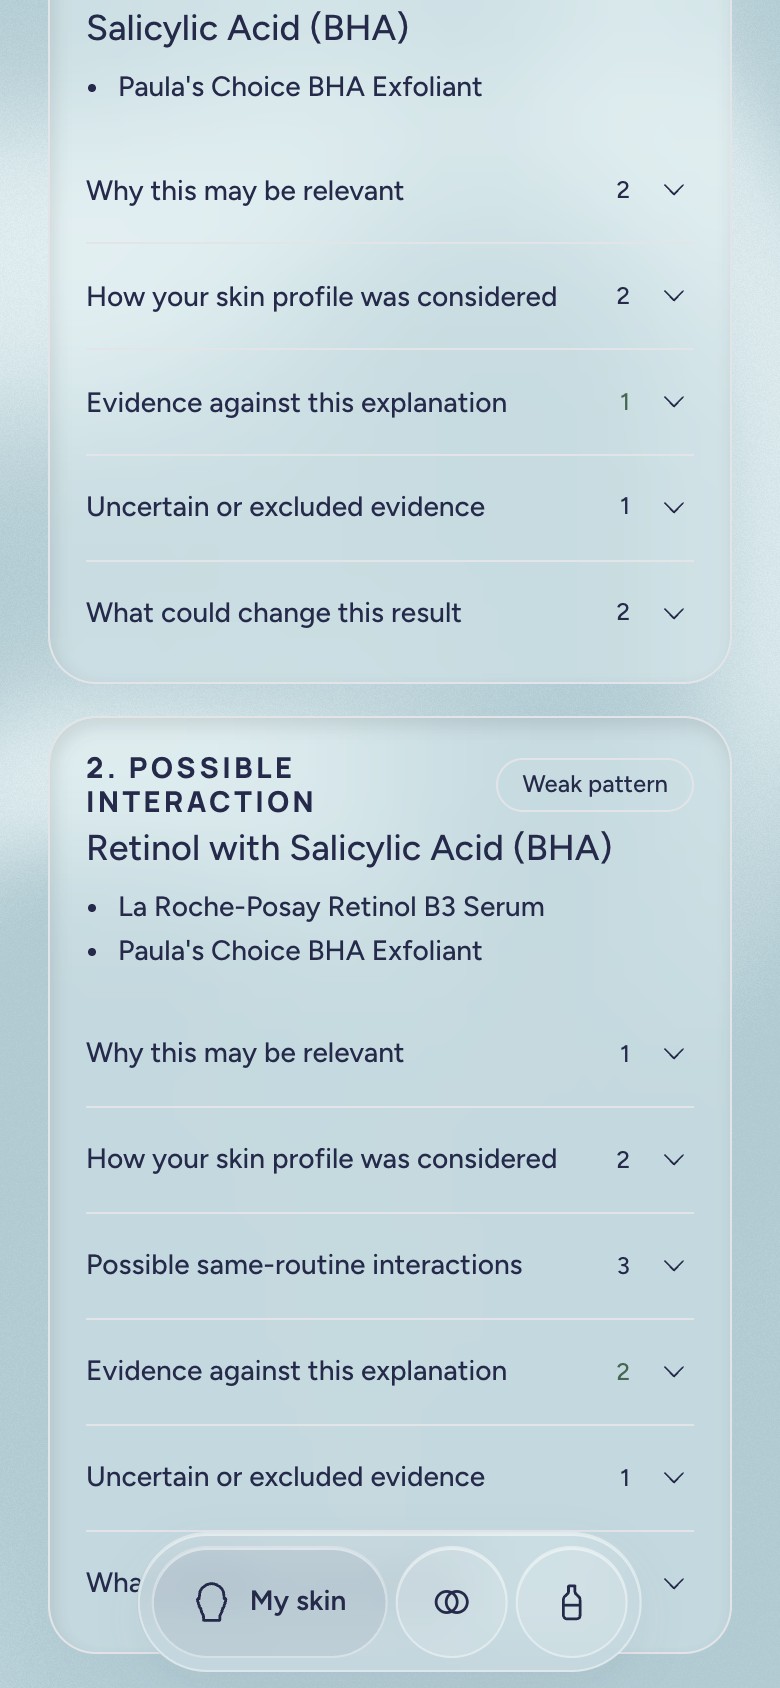 Salicylic Acid (BHA)
• Paula's Choice BHA Exfoliant
Why this may be relevant 2
How your skin profile was considered 2
Evidence against this explanation 1
Uncertain or excluded evidence 1
What could change this result 2
2. POSSIBLE
INTERACTION
Weak pattern
Retinol with Salicylic Acid (BHA)
• La Roche-Posay Retinol B3 Serum
• Paula's Choice BHA Exfoliant
Why this may be relevant 1
How your skin profile was considered 2
Possible same-routine interactions 3
Evidence against this explanation 2
Uncertain or excluded evidence 1
My skin